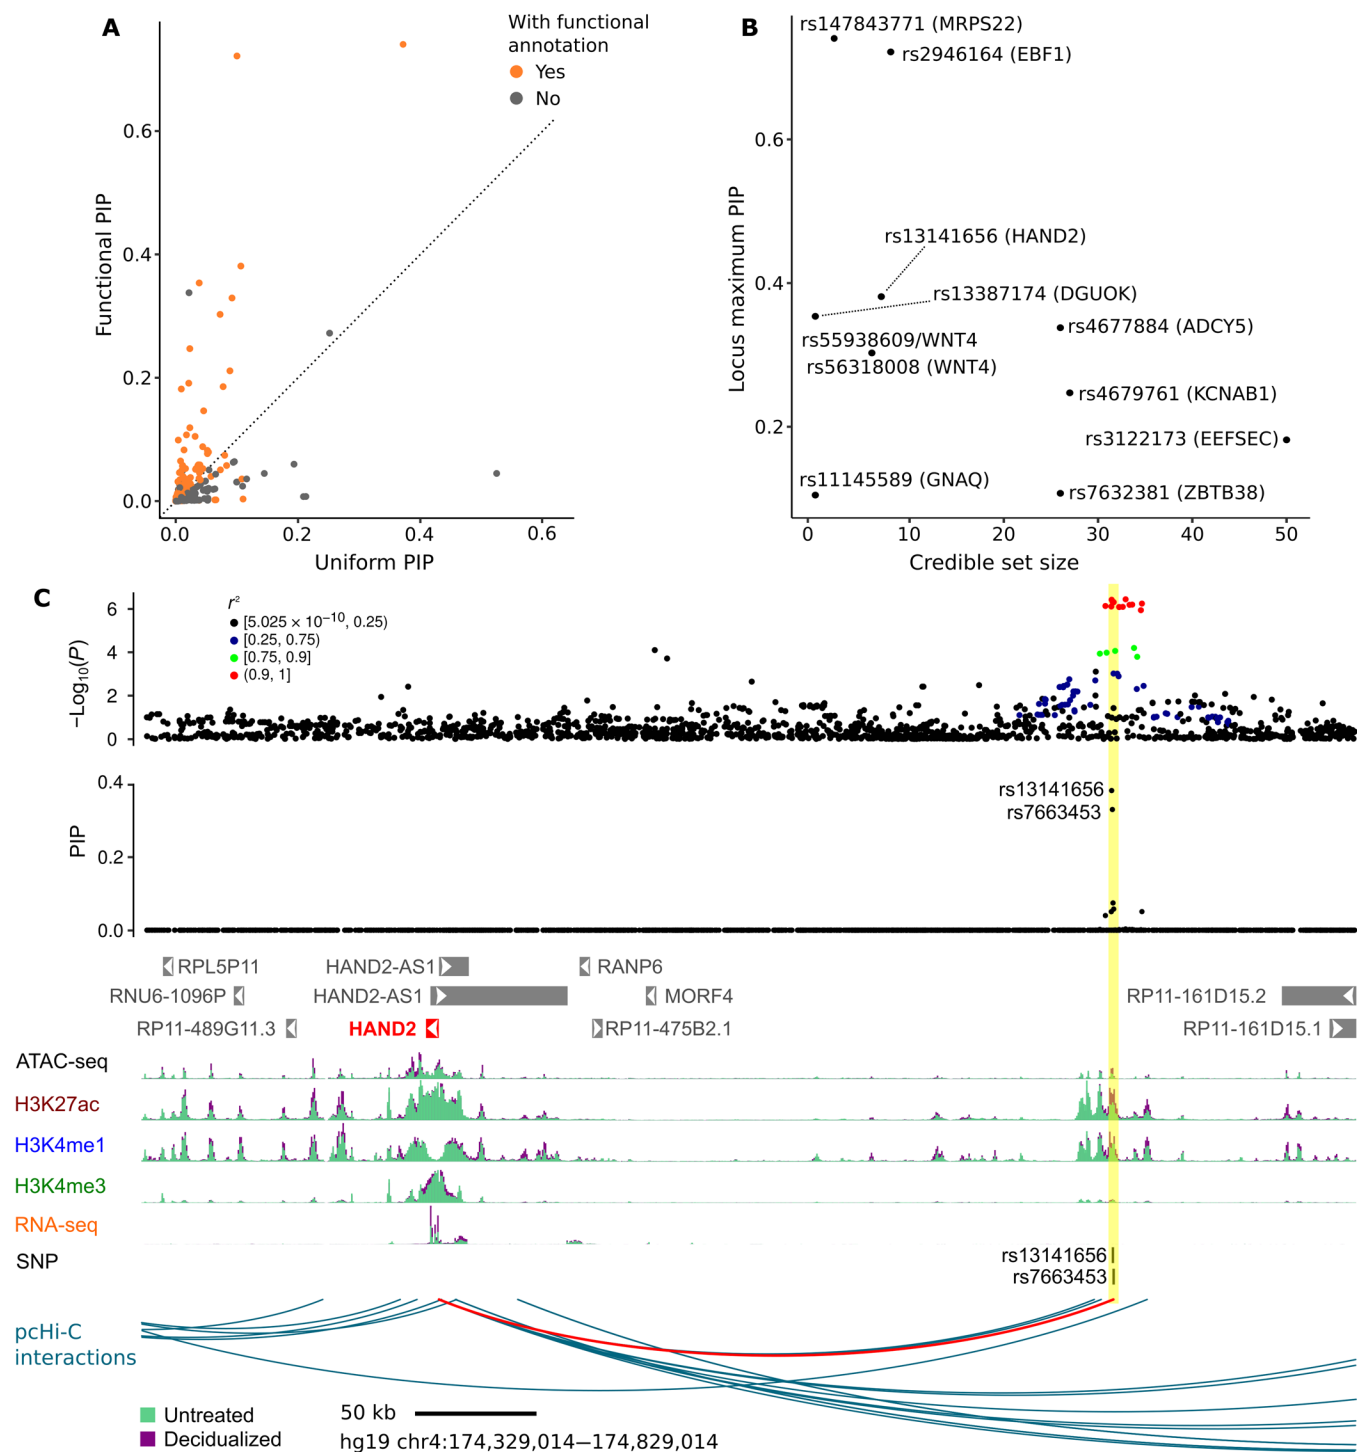 A
With functional
annotation
Yes
No
Functional PIP
0.6
0.4
0.2
0.0
0.0 0.2 0.4 0.6
Uniform PIP
B
rs147843771 (MRPS22)
rs2946164 (EBF1)
rs13141656 (HAND2)
rs13387174 (DGUOK)
rs4677884 (ADCY5)
rs55938609/WNT4
rs56318008 (WNT4)
rs4679761 (KCNAB1)
rs3122173 (EEFSEC)
rs11145589 (GNAQ)
rs7632381 (ZBTB38)
Locus maximum PIP
0.6
0.4
0.2
0 10 20 30 40 50
Credible set size
C
r²
[5.025 × 10⁻¹⁰, 0.25)
[0.25, 0.75)
[0.75, 0.9]
(0.9, 1]
−Log₁₀(P)
6
4
2
0
PIP
0.4
0.2
0.0
rs13141656
rs7663453
RPL5P11 HAND2-AS1 RANP6
RNU6-1096P HAND2-AS1 MORF4 RP11-161D15.2
RP11-489G11.3 HAND2 RP11-475B2.1 RP11-161D15.1
ATAC-seq
H3K27ac
H3K4me1
H3K4me3
RNA-seq
SNP
rs13141656
rs7663453
pcHi-C
interactions
Untreated
Decidualized
50 kb
hg19 chr4:174,329,014−174,829,014